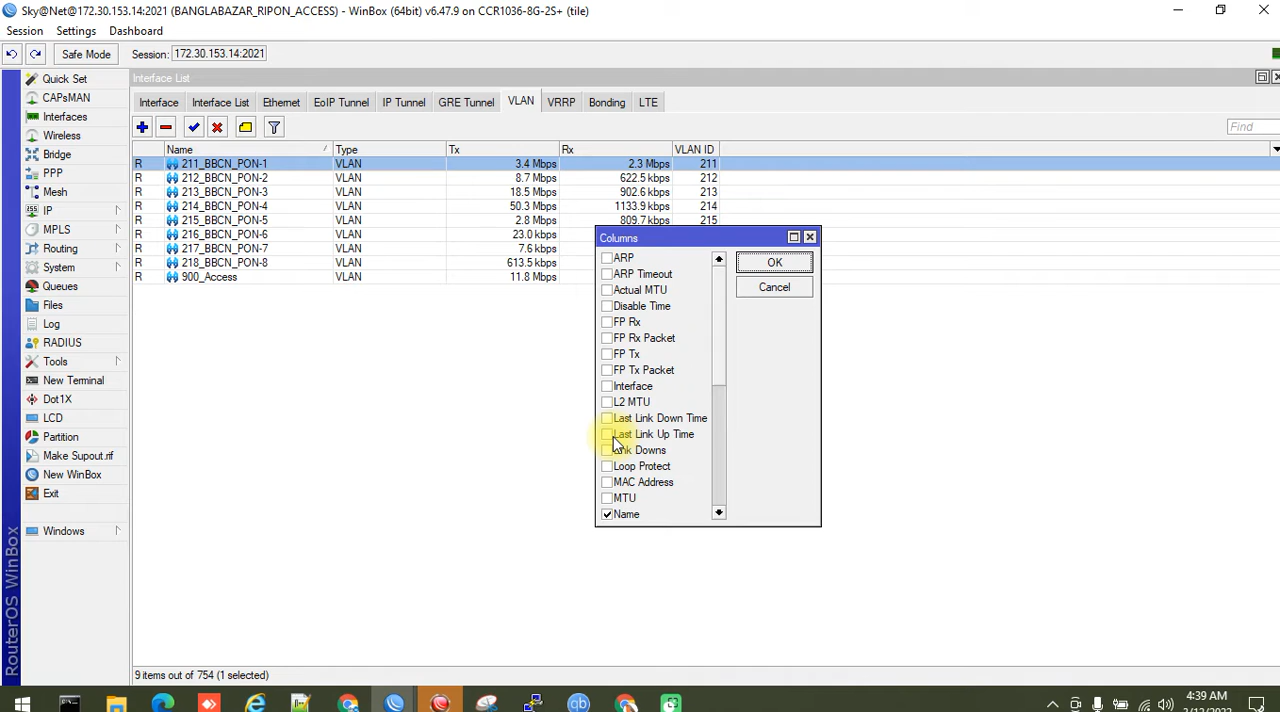 Sky@Net@172.30.153.14:2021 (BANGLABAZAR_RIPON_ACCESS) - WinBox (64bit) v6.47.9 on CCR1036-8G-2S+ (tile)
Session Settings Dashboard
Safe Mode Session: 172.30.153.14:2021
Quick Set
CAPsMAN
Interfaces
Wireless
Bridge
PPP
Mesh
IP
MPLS
Routing
System
Queues
Files
Log
RADIUS
Tools
New Terminal
Dot1X
LCD
Partition
Make Supout.rif
New WinBox
Exit
Windows
RouterOS WinBox
Interface List
Interface Interface List Ethernet EoIP Tunnel IP Tunnel GRE Tunnel VLAN VRRP Bonding LTE
Find
Name Type Tx Rx VLAN ID
R 211_BBCN_PON-1 VLAN 3.4 Mbps 2.3 Mbps 211
R 212_BBCN_PON-2 VLAN 8.7 Mbps 622.5 kbps 212
R 213_BBCN_PON-3 VLAN 18.5 Mbps 902.6 kbps 213
R 214_BBCN_PON-4 VLAN 50.3 Mbps 1133.9 kbps 214
R 215_BBCN_PON-5 VLAN 2.8 Mbps 809.7 kbps 215
R 216_BBCN_PON-6 VLAN 23.0 kbps
R 217_BBCN_PON-7 VLAN 7.6 kbps
R 218_BBCN_PON-8 VLAN 613.5 kbps
R 900_Access VLAN 11.8 Mbps
Columns
ARP
ARP Timeout
Actual MTU
Disable Time
FP Rx
FP Rx Packet
FP Tx
FP Tx Packet
Interface
L2 MTU
Last Link Down Time
Last Link Up Time
Downs
Loop Protect
MAC Address
MTU
Name
OK
Cancel
9 items out of 754 (1 selected)
4:39 AM